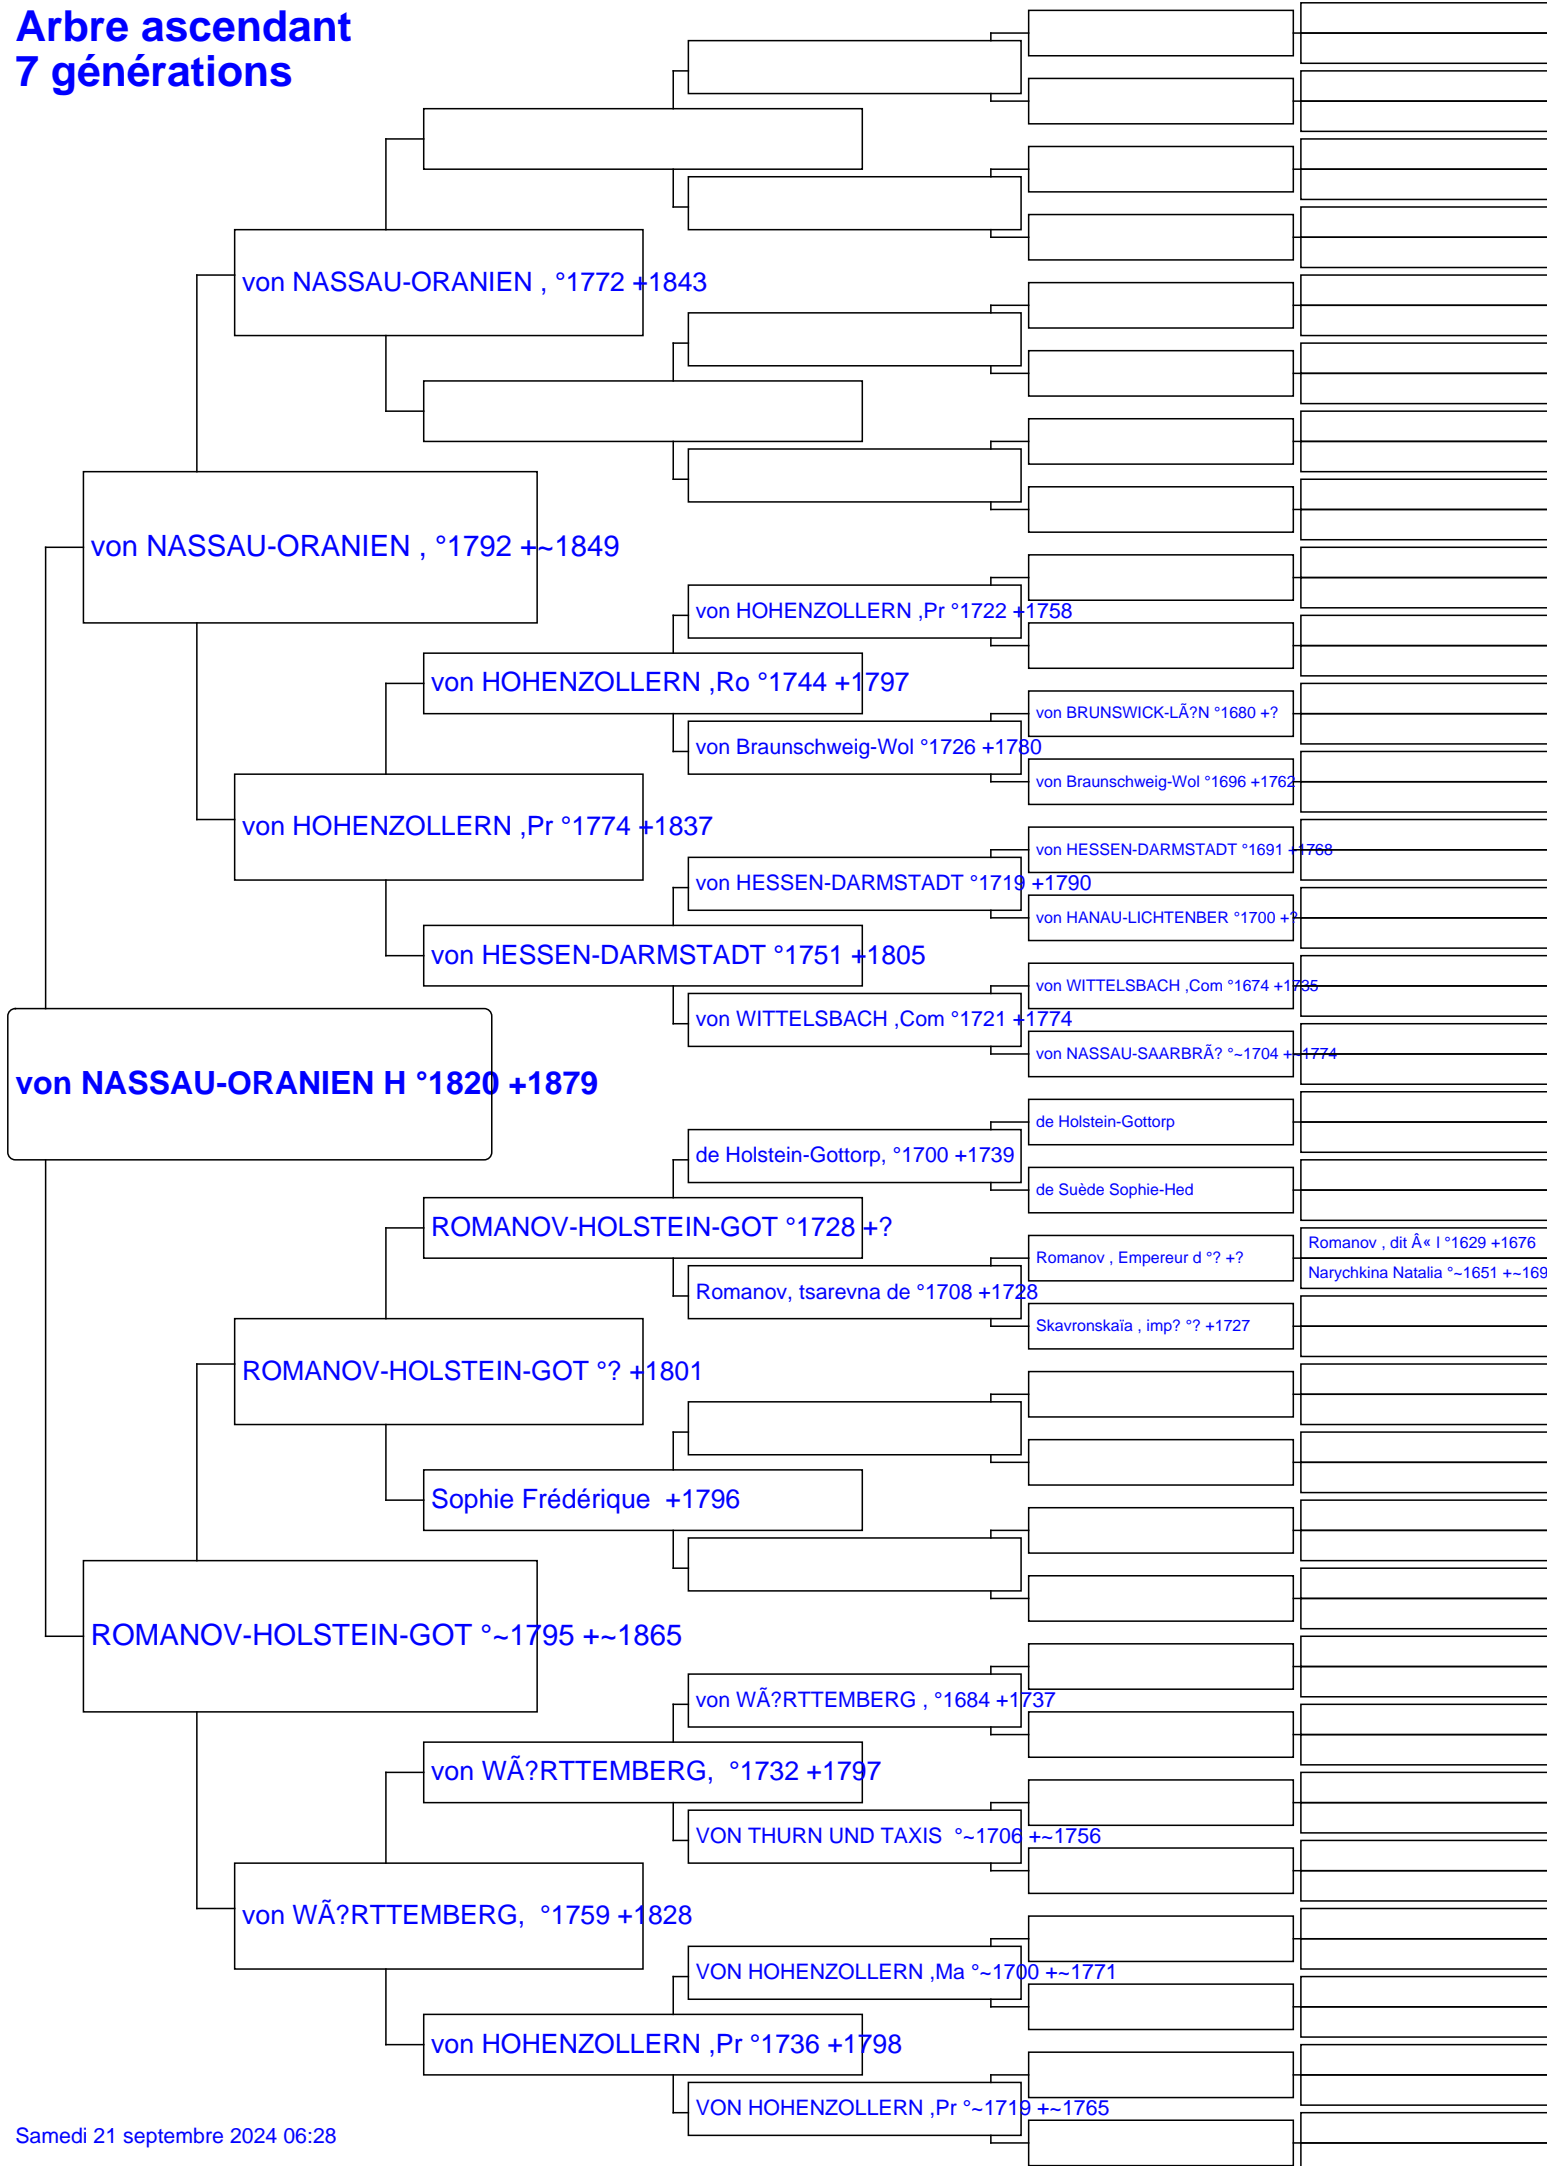 Arbre ascendant
7 générations
von NASSAU-ORANIEN , °1772 +1843
von NASSAU-ORANIEN , °1792 +~1849
von HOHENZOLLERN ,Pr °1722 +1758
von HOHENZOLLERN ,Ro °1744 +1797
von BRUNSWICK-LÃ?N °1680 +?
von Braunschweig-Wol °1726 +1780
von Braunschweig-Wol °1696 +1762
von HOHENZOLLERN ,Pr °1774 +1837
von HESSEN-DARMSTADT °1691 +1768
von HESSEN-DARMSTADT °1719 +1790
von HANAU-LICHTENBER °1700 +?
von HESSEN-DARMSTADT °1751 +1805
von WITTELSBACH ,Com °1674 +1735
von WITTELSBACH ,Com °1721 +1774
von NASSAU-SAARBRÃ? °~1704 +~1774
von NASSAU-ORANIEN H °1820 +1879
de Holstein-Gottorp
de Holstein-Gottorp, °1700 +1739
de Suède Sophie-Hed
ROMANOV-HOLSTEIN-GOT °1728 +?
Romanov , dit Â« l °1629 +1676
Romanov , Empereur d °? +?
Narychkina Natalia °~1651 +~169
Romanov, tsarevna de °1708 +1728
Skavronskaïa , imp? °? +1727
ROMANOV-HOLSTEIN-GOT °? +1801
Sophie Frédérique  +1796
ROMANOV-HOLSTEIN-GOT °~1795 +~1865
von WÃ?RTTEMBERG , °1684 +1737
von WÃ?RTTEMBERG,  °1732 +1797
VON THURN UND TAXIS  °~1706 +~1756
von WÃ?RTTEMBERG,  °1759 +1828
VON HOHENZOLLERN ,Ma °~1700 +~1771
von HOHENZOLLERN ,Pr °1736 +1798
VON HOHENZOLLERN ,Pr °~1719 +~1765
Samedi 21 septembre 2024 06:28